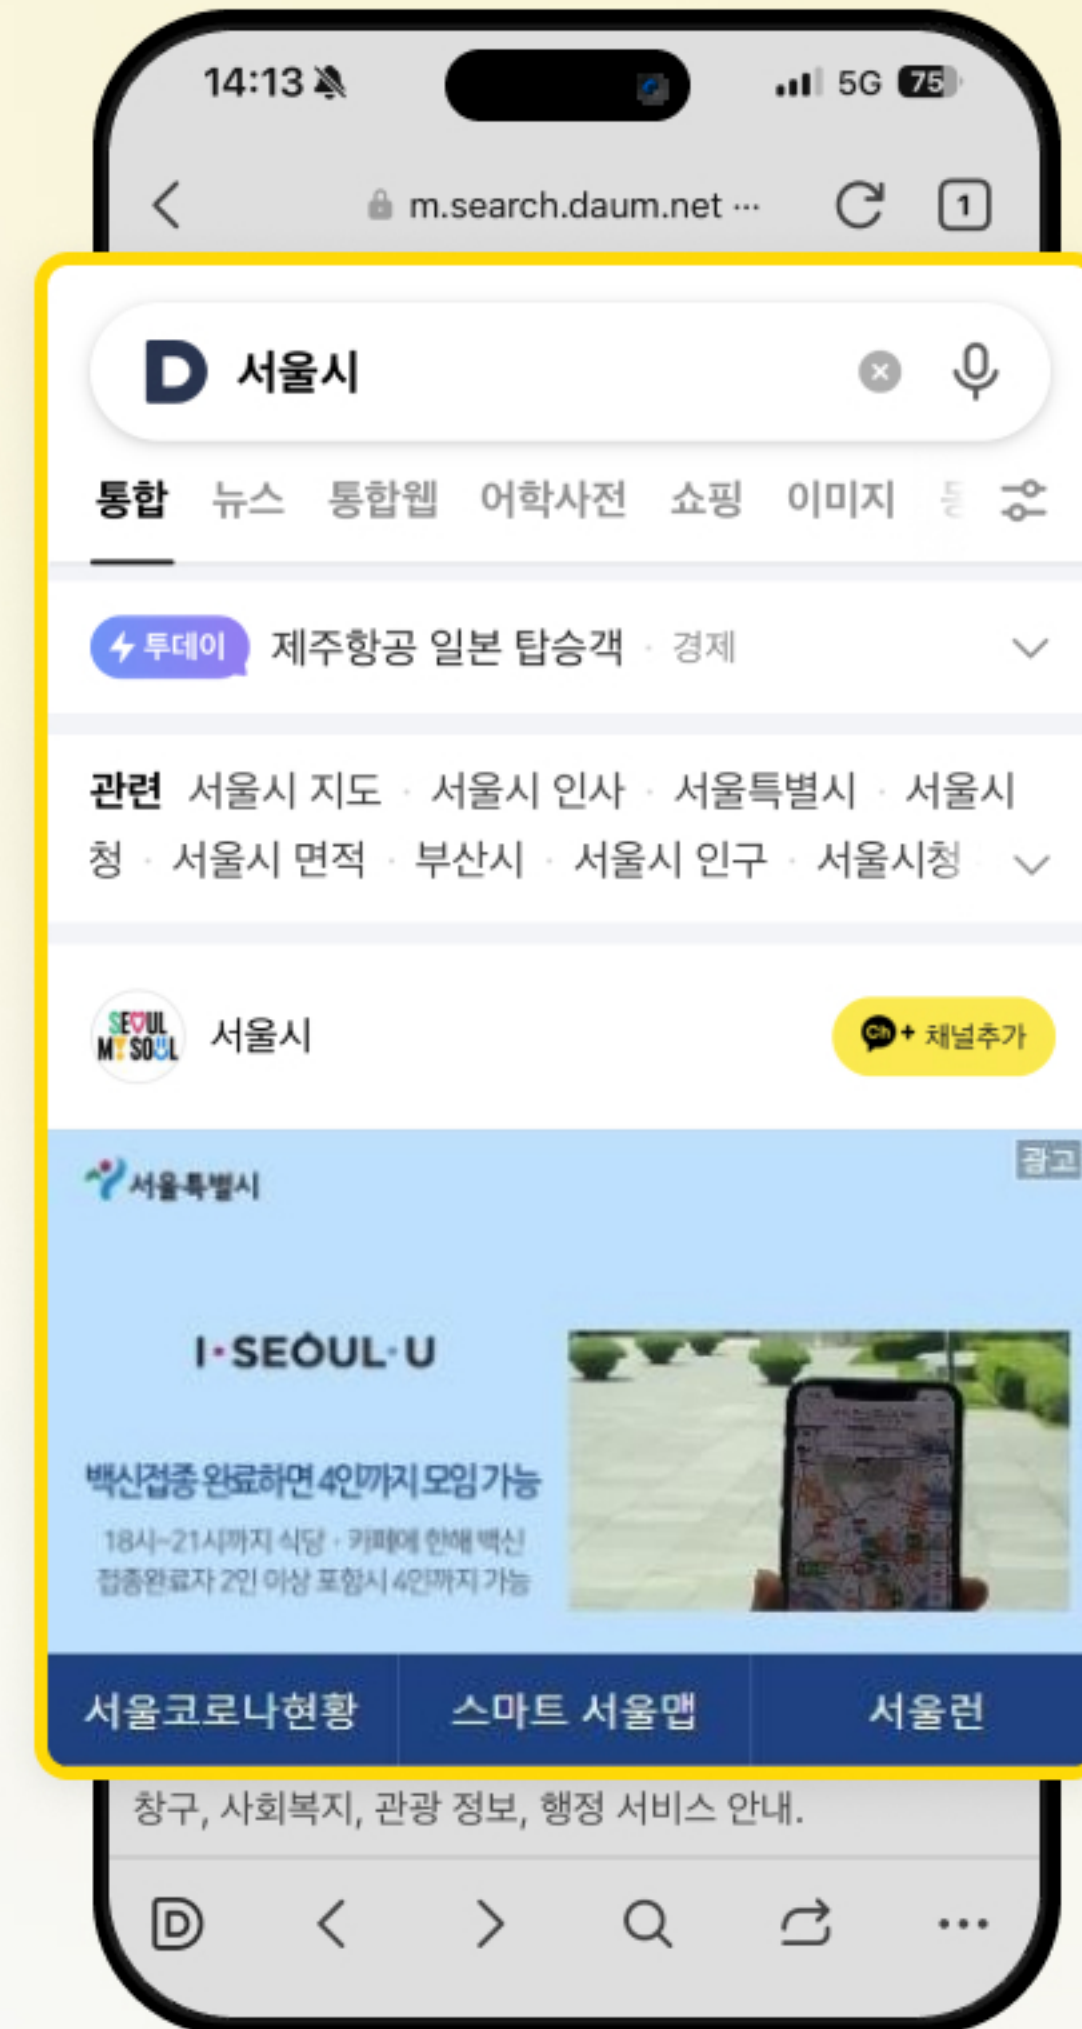 14:13 5G 75
m.search.daum.net ... 1
D 서울시
통합 뉴스 통합웹 어학사전 쇼핑 이미지
투데이 제주항공 일본 탑승객 · 경제
관련 서울시 지도 · 서울시 인사 · 서울특별시 · 서울시
청 · 서울시 면적 · 부산시 · 서울시 인구 · 서울시청
SEOUL
MY SOUL
서울시
Ch+ 채널추가
서울특별시
광고
I·SEOUL·U
백신접종 완료하면 4인까지 모임 가능
18시~21시까지 식당 · 카페에 한해 백신
접종완료자 2인 이상 포함시 4인까지 가능
서울코로나현황 스마트 서울맵 서울런
창구, 사회복지, 관광 정보, 행정 서비스 안내.
D